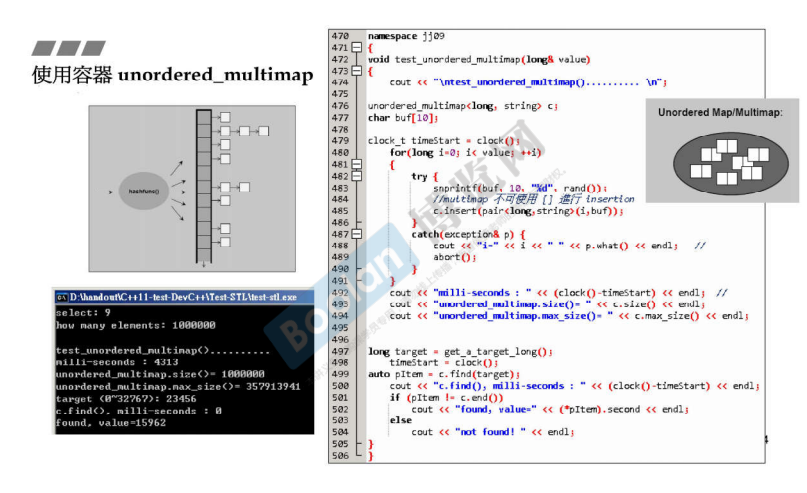 使用容器 unordered_multimap
hashfunc()
D:\handout\C++11-test-DevC++\Test-STL\test-stl.exe
select: 9
how many elements: 1000000
test_unordered_multimap()..........
milli-seconds : 4313
unordered_multimap.size()= 1000000
unordered_multimap.max_size()= 357913941
target (0~32767): 23456
c.find(), milli-seconds : 0
found, value=15962
470 namespace jj09
471 {
472 void test_unordered_multimap(long& value)
473 {
474 cout << "\ntest_unordered_multimap().......... \n";
475
476 unordered_multimap<long, string> c;
477 char buf[10];
478
479 clock_t timeStart = clock();
480 for(long i=0; i< value; ++i)
481 {
482 try {
483 snprintf(buf, 10, "%d", rand());
484 //multimap 不可使用 [] 進行 insertion
485 c.insert(pair<long,string>(i,buf));
486 }
487 catch(exception& p) {
488 cout << "i=" << i << " " << p.what() << endl; //
489 abort();
490 }
491 }
492 cout << "milli-seconds : " << (clock()-timeStart) << endl; //
493 cout << "unordered_multimap.size()= " << c.size() << endl;
494 cout << "unordered_multimap.max_size()= " << c.max_size() << endl;
495
496
497 long target = get_a_target_long();
498 timeStart = clock();
499 auto pItem = c.find(target);
500 cout << "c.find(), milli-seconds : " << (clock()-timeStart) << endl;
501 if (pItem != c.end())
502 cout << "found, value=" << (*pItem).second << endl;
503 else
504 cout << "not found! " << endl;
505 }
506 }
Unordered Map/Multimap:
Boolan 博览网
4